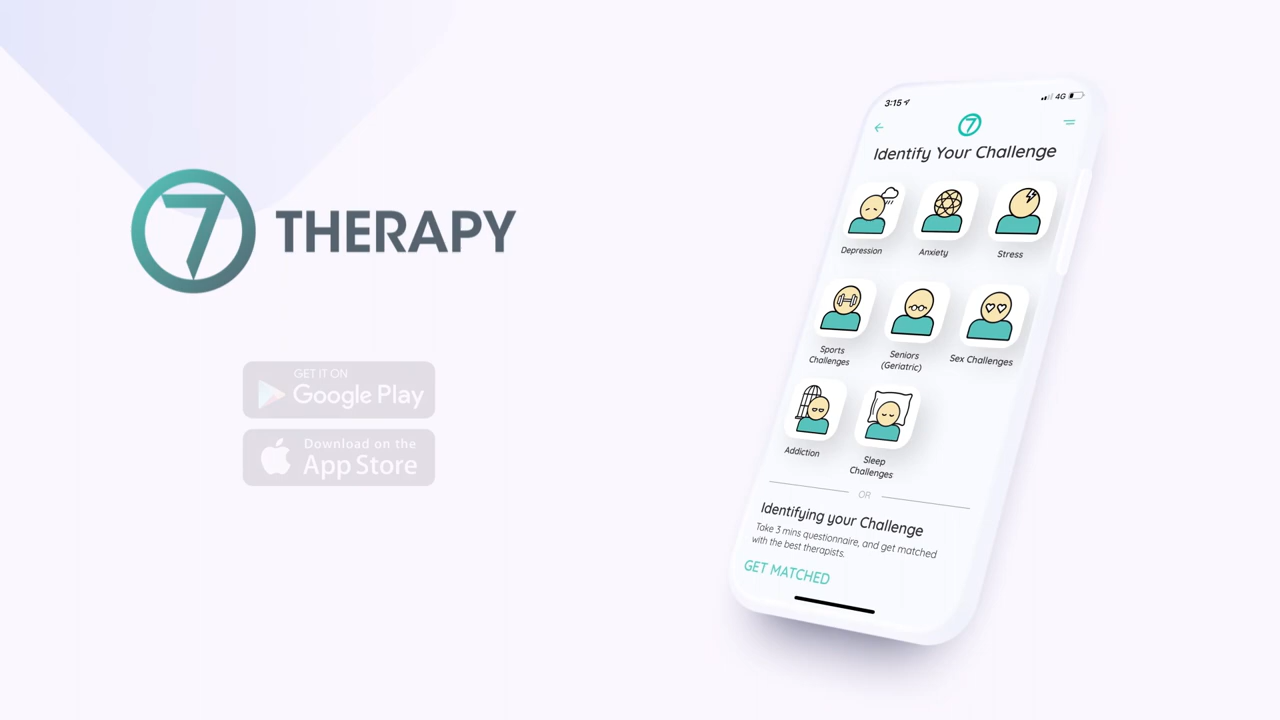 7 THERAPY
GET IT ON
Google Play
Download on the
App Store
3:15
4G
7
Identify Your Challenge
Depression
Anxiety
Stress
Sports
Challenges
Seniors
(Geriatric)
Sex Challenges
Addiction
Sleep
Challenges
OR
Identifying your Challenge
Take 3 mins questionnaire, and get matched
with the best therapists.
GET MATCHED